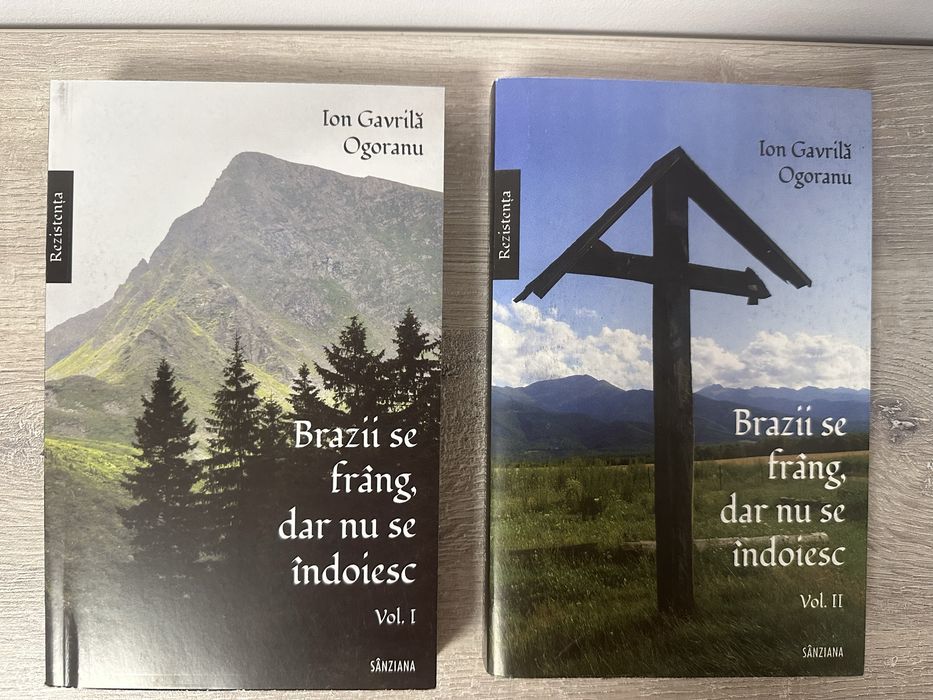 Ion Gavrilă
Ogoranu
Rezistența
Brazii se
frâng,
dar nu se
îndoiesc
Vol. I
SÂNZIANA
Ion Gavrilă
Ogoranu
Rezistența
Brazii se
frâng,
dar nu se
îndoiesc
Vol. II
SÂNZIANA